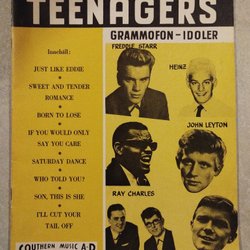 TEENAGERS
GRAMMOFON - IDOLER
FREDDIE STARR
Innehåll:
HEINZ
JUST LIKE EDDIE
SWEET AND TENDER
ROMANCE
BORN TO LOSE
IF YOU WOULD ONLY
SAY YOU CARE
JOHN LEYTON
SATURDAY DANCE
WHO TOLD YOU?
SON, THIS IS SHE
RAY CHARLES
I'LL CUT YOUR
TAIL OFF
SOUTHERN MUSIC A·B